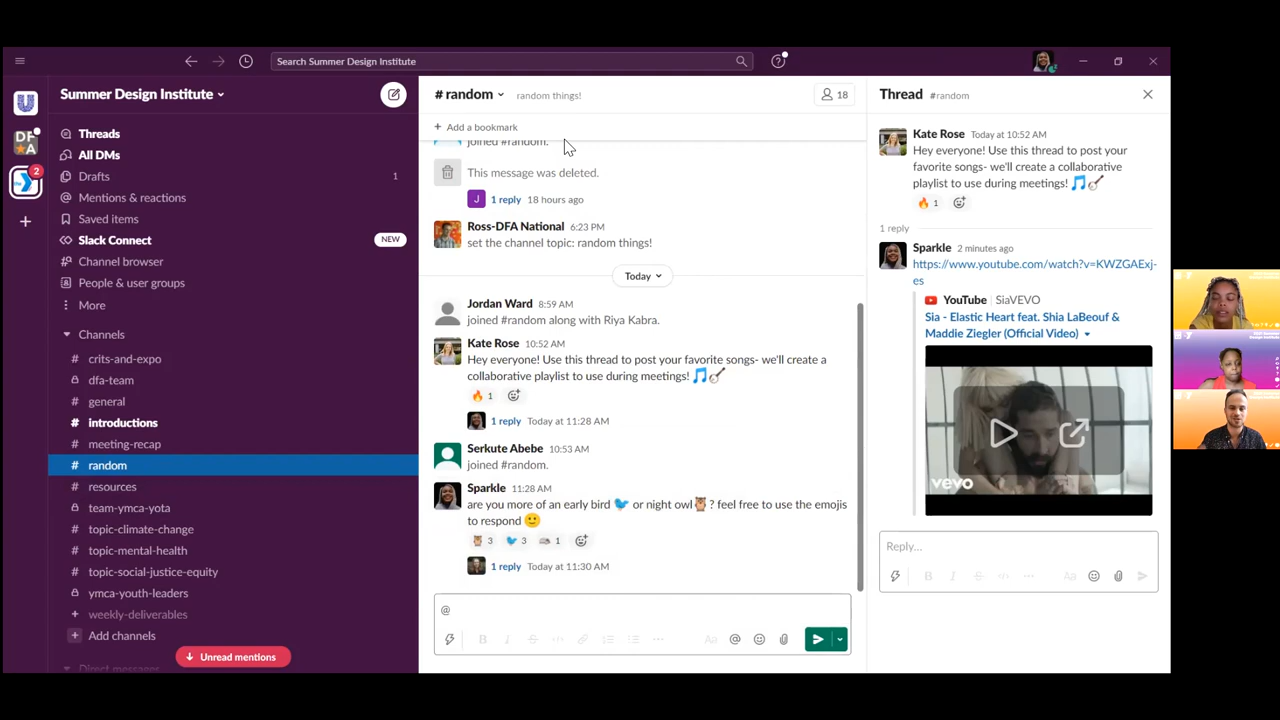 Search Summer Design Institute
Summer Design Institute
DF
A
2
Threads
All DMs
Drafts
1
Mentions & reactions
Saved items
Slack Connect
NEW
Channel browser
People & user groups
More
Channels
# crits-and-expo
dfa-team
# general
# introductions
# meeting-recap
# random
# resources
team-ymca-yota
# topic-climate-change
# topic-mental-health
# topic-social-justice-equity
ymca-youth-leaders
+ weekly-deliverables
+ Add channels
Direct messages
Unread mentions
# random
random things!
18
+ Add a bookmark
joined #random.
This message was deleted.
J
1 reply 18 hours ago
Ross-DFA National 6:23 PM
set the channel topic: random things!
Today
Jordan Ward 8:59 AM
joined #random along with Riya Kabra.
Kate Rose 10:52 AM
Hey everyone! Use this thread to post your favorite songs- we'll create a
collaborative playlist to use during meetings! 🎵🪕
🔥 1
1 reply Today at 11:28 AM
Serkute Abebe 10:53 AM
joined #random.
Sparkle 11:28 AM
are you more of an early bird 🐦 or night owl🦉? feel free to use the emojis
to respond 🙂
🦉 3 🐦 3 1
1 reply Today at 11:30 AM
@
B I S </> Aa @
Thread #random
Kate Rose Today at 10:52 AM
Hey everyone! Use this thread to post your
favorite songs- we'll create a collaborative
playlist to use during meetings! 🎵🪕
🔥 1
1 reply
Sparkle 2 minutes ago
https://www.youtube.com/watch?v=KWZGAExj-
es
YouTube | SiaVEVO
Sia - Elastic Heart feat. Shia LaBeouf &
Maddie Ziegler (Official Video)
vevo
Reply...
B I S </> Aa